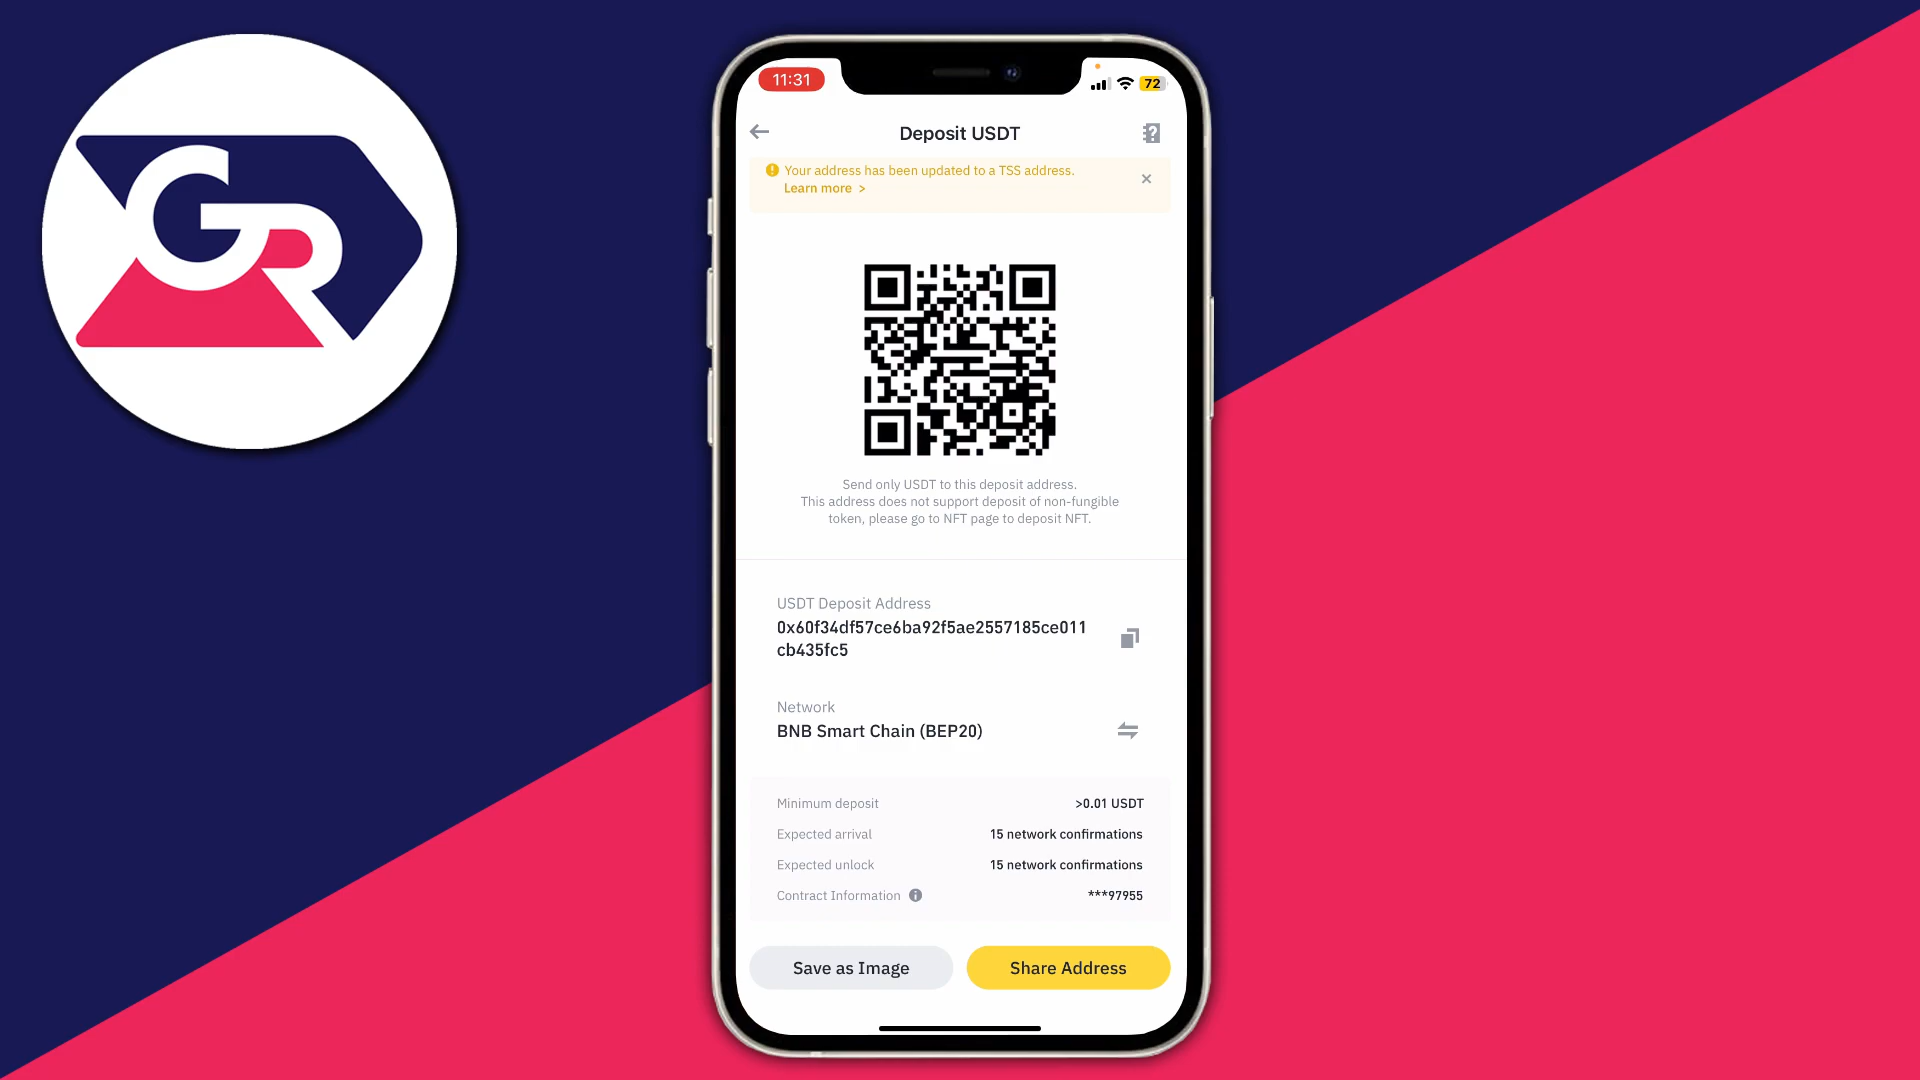 GR
11:31
72
Deposit USDT
Your address has been updated to a TSS address.
Learn more >
Send only USDT to this deposit address.
This address does not support deposit of non-fungible
token, please go to NFT page to deposit NFT.
USDT Deposit Address
0x60f34df57ce6ba92f5ae2557185ce011
cb435fc5
Network
BNB Smart Chain (BEP20)
Minimum deposit >0.01 USDT
Expected arrival 15 network confirmations
Expected unlock 15 network confirmations
Contract Information ***97955
Save as Image Share Address